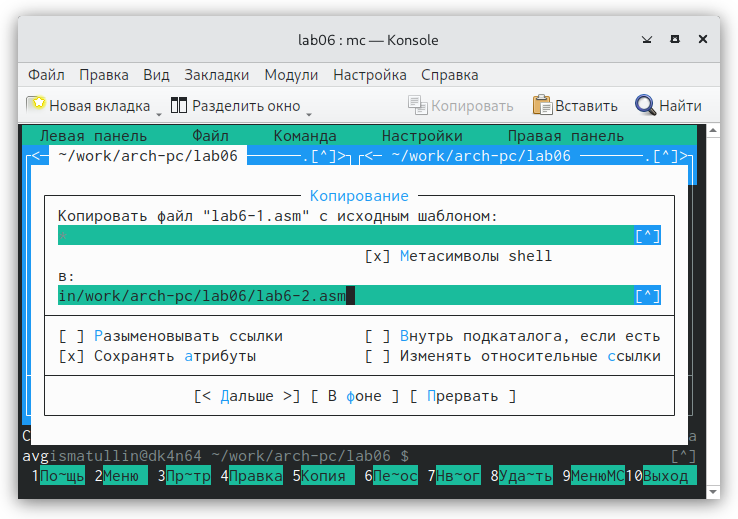 lab06 : mc — Konsole
Файл Правка Вид Закладки Модули Настройка Справка
Новая вкладка Разделить окно Копировать Вставить Найти
Левая панель Файл Команда Настройки Правая панель
<— ~/work/arch-pc/lab06 .[^]> <— ~/work/arch-pc/lab06 .[^]>
Копирование
Копировать файл "lab6-1.asm" с исходным шаблоном:
* [^]
[x] Метасимволы shell
в:
in/work/arch-pc/lab06/lab6-2.asm [^]
[ ] Разыменовывать ссылки [ ] Внутрь подкаталога, если есть
[x] Сохранять атрибуты [ ] Изменять относительные ссылки
[< Дальше >] [ В фоне ] [ Прервать ]
С а
avgismatullin@dk4n64 ~/work/arch-pc/lab06 $ [^]
1По~щь 2Меню 3Пр~тр 4Правка 5Копия 6Пе~ос 7Нв~ог 8Уда~ть 9МенюMC 10Выход